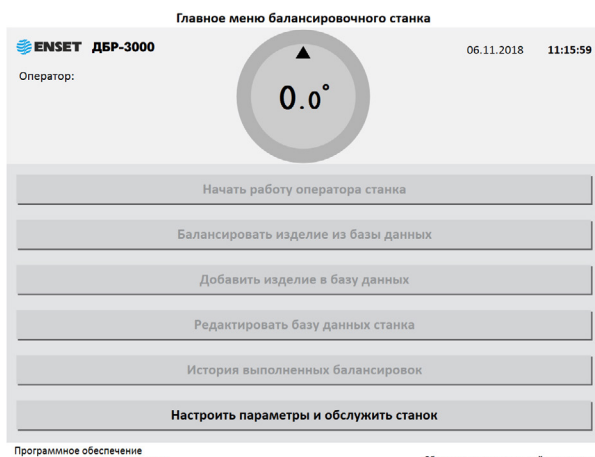 Главное меню балансировочного станка
ENSET ДБР-3000
06.11.2018 11:15:59
Оператор:
0.0°
Начать работу оператора станка
Балансировать изделие из базы данных
Добавить изделие в базу данных
Редактировать базу данных станка
История выполненных балансировок
Настроить параметры и обслужить станок
Программное обеспечение